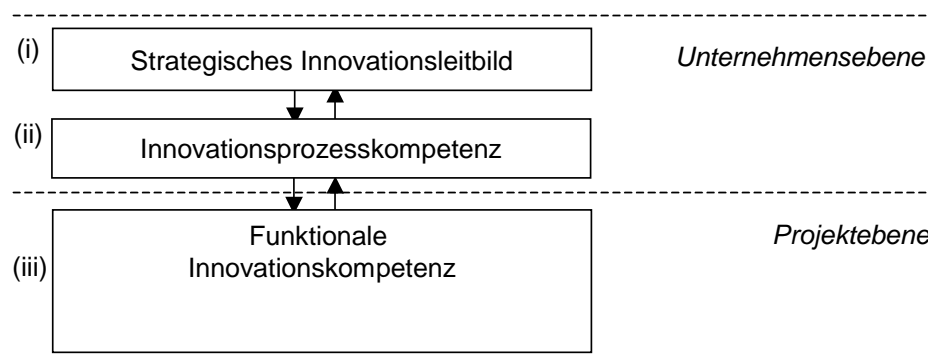 (i)
Strategisches Innovationsleitbild
Unternehmensebene
(ii)
Innovationsprozesskompetenz
Funktionale
Projektebene
(iii)
Innovationskompetenz